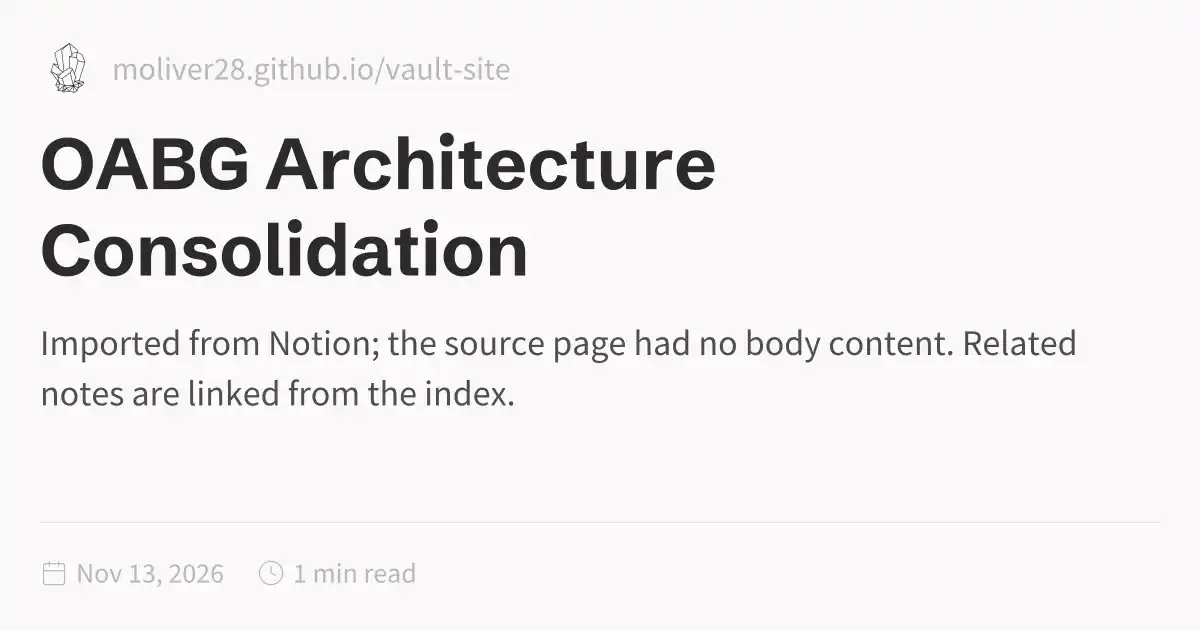 moliver28.github.io/vault-site
OABG Architecture
Consolidation
Imported from Notion; the source page had no body content. Related
notes are linked from the index.
Nov 13, 2026 1 min read